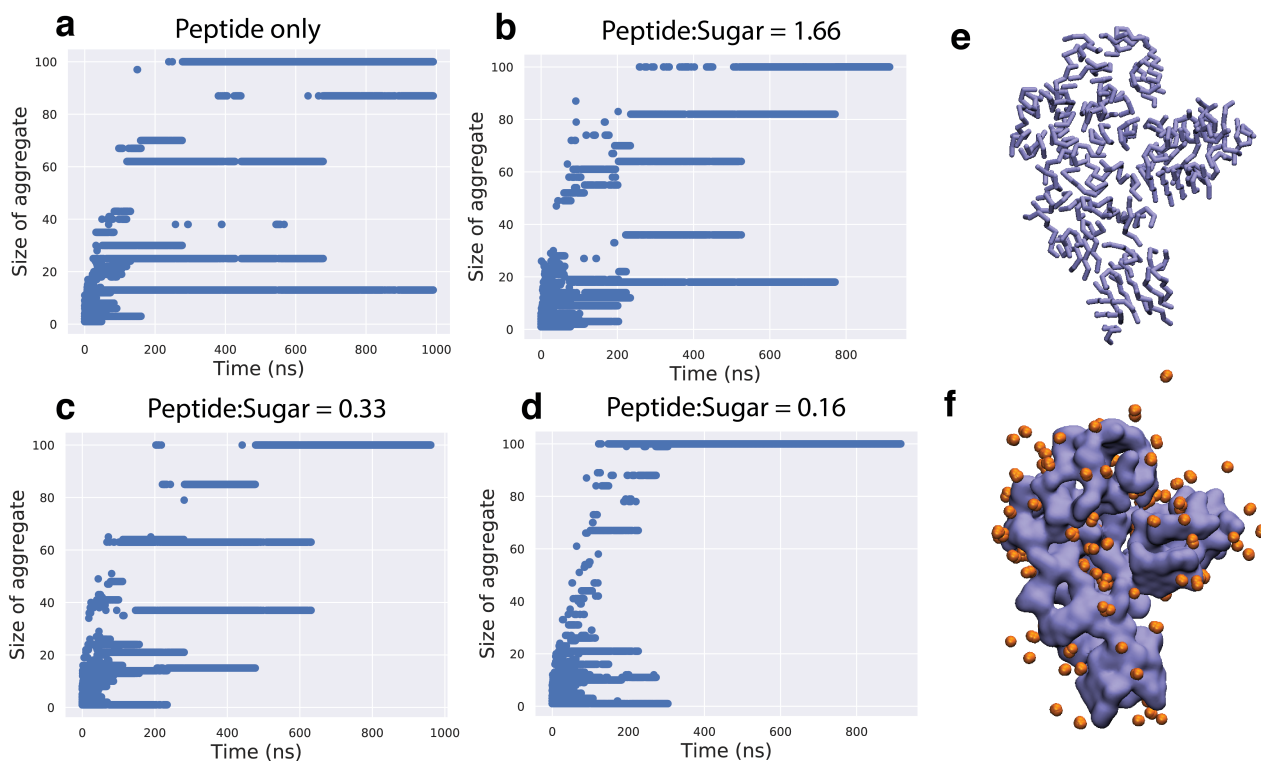 a
Peptide only
Size of aggregate
100
80
60
40
20
0
0 200 400 600 800 1000
Time (ns)
b
Peptide:Sugar = 1.66
Size of aggregate
100
80
60
40
20
0
0 200 400 600 800
Time (ns)
e
c
Peptide:Sugar = 0.33
Size of aggregate
100
80
60
40
20
0
0 200 400 600 800 1000
Time (ns)
d
Peptide:Sugar = 0.16
Size of aggregate
100
80
60
40
20
0
0 200 400 600 800
Time (ns)
f